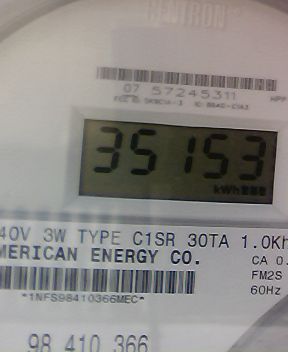 07 57245311
35153
kWh
40V 3W TYPE C1SR 30TA 1.0Kh
MERICAN ENERGY CO.
CA 0.
FM2S
60Hz
*1NFS98410366MEC*
98 410 366